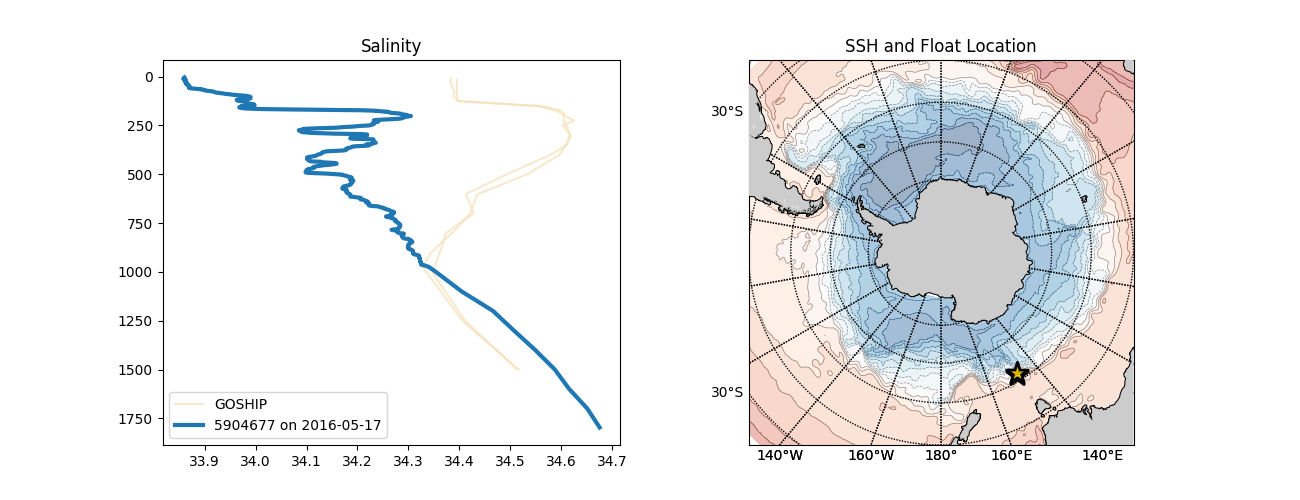 Salinity
SSH and Float Location
0
250
500
750
1000
1250
1500
1750
GOSHIP
5904677 on 2016-05-17
33.9 34.0 34.1 34.2 34.3 34.4 34.5 34.6 34.7
30°S
30°S
140°W 160°W 180° 160°E 140°E